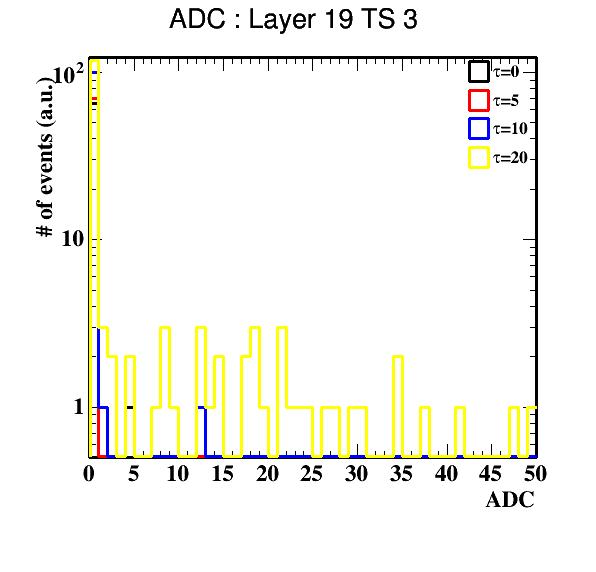 ADC : Layer 19 TS 3
# of events (a.u.)
10²
10
1
τ=0
τ=5
τ=10
τ=20
0 5 10 15 20 25 30 35 40 45 50
ADC